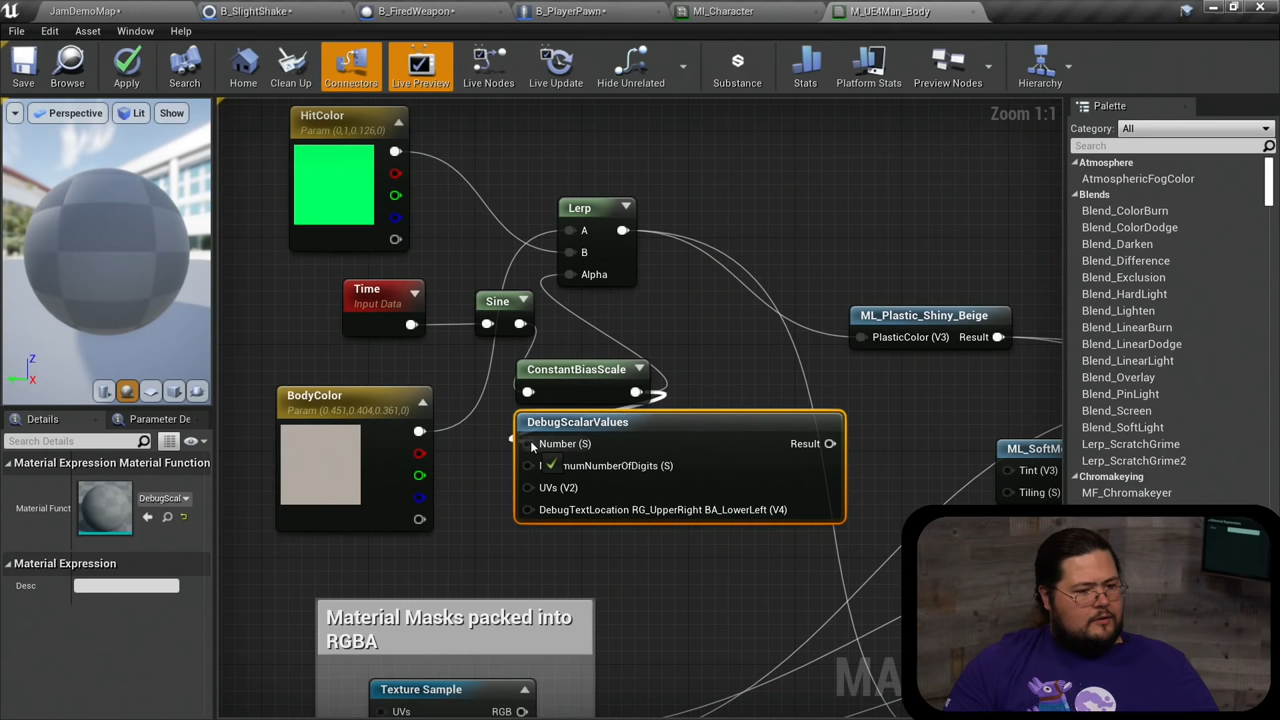 JamDemoMap•
B_SlightShake•
B_FiredWeapon•
B_PlayerPawn•
MI_Character
M_UE4Man_Body
File Edit Asset Window Help
Save
Browse
Apply
Search
Home
Clean Up
Connectors
Live Preview
Live Nodes
Live Update
Hide Unrelated
Substance
Stats
Platform Stats
Preview Nodes
Hierarchy
Perspective
Lit
Show
Z
X
Details
Parameter De
Search Details
Material Expression Material Function
Material Funct
DebugScal
Material Expression
Desc
Zoom 1:1
HitColor
Param (0,1,0.126,0)
Lerp
A
B
Alpha
Time
Input Data
Sine
ML_Plastic_Shiny_Beige
PlasticColor (V3) Result
ConstantBiasScale
BodyColor
Param (0.451,0.404,0.361,0)
DebugScalarValues
Number (S) Result
mumNumberOfDigits (S)
UVs (V2)
DebugTextLocation RG_UpperRight BA_LowerLeft (V4)
ML_SoftM
Tint (V3)
Tiling (S)
Material Masks packed into
RGBA
Texture Sample
UVs RGB
MA
Palette
Category: All
Search
Atmosphere
AtmosphericFogColor
Blends
Blend_ColorBurn
Blend_ColorDodge
Blend_Darken
Blend_Difference
Blend_Exclusion
Blend_HardLight
Blend_Lighten
Blend_LinearBurn
Blend_LinearDodge
Blend_LinearLight
Blend_Overlay
Blend_PinLight
Blend_Screen
Blend_SoftLight
Lerp_ScratchGrime
Lerp_ScratchGrime2
Chromakeying
MF_Chromakeyer